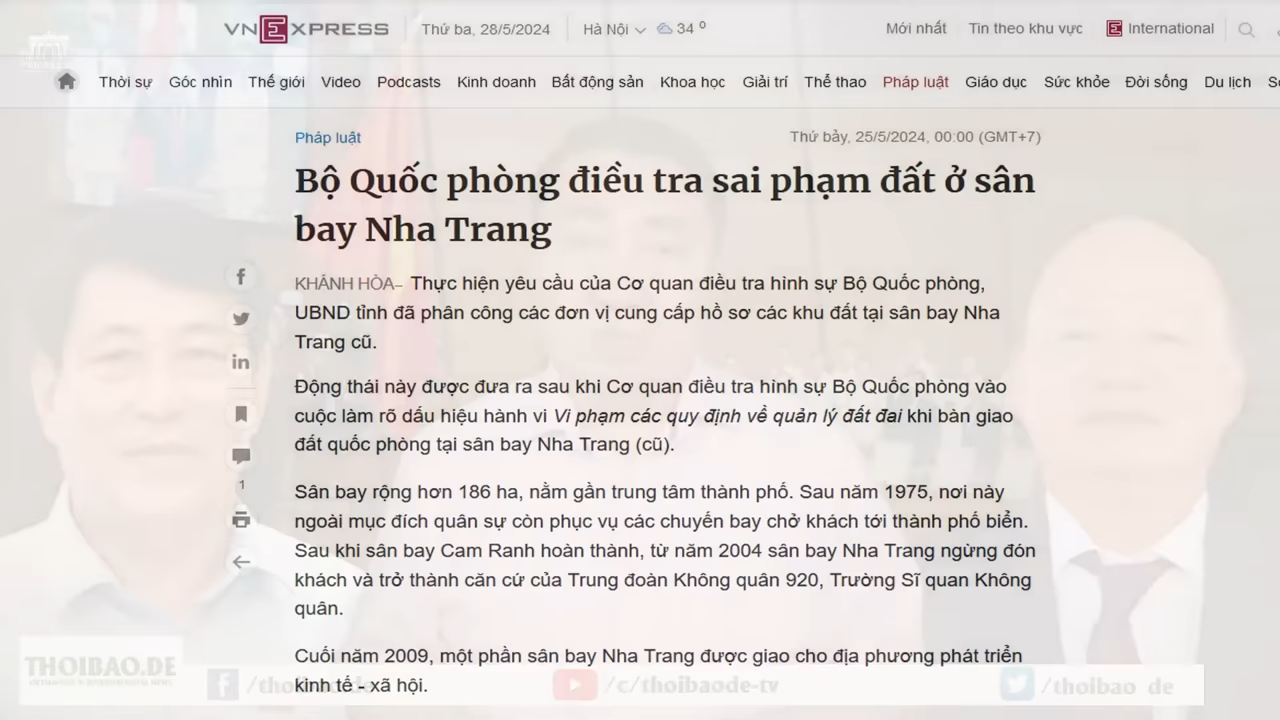 VNEXPRESS
Thứ ba, 28/5/2024
Hà Nội
34 ⁰
Mới nhất
Tin theo khu vực
E International
Thời sự Góc nhìn Thế giới Video Podcasts Kinh doanh Bất động sản Khoa học Giải trí Thể thao Pháp luật Giáo dục Sức khỏe Đời sống Du lịch
Pháp luật
Thứ bảy, 25/5/2024, 00:00 (GMT+7)
Bộ Quốc phòng điều tra sai phạm đất ở sân
bay Nha Trang
KHÁNH HÒA– Thực hiện yêu cầu của Cơ quan điều tra hình sự Bộ Quốc phòng,
UBND tỉnh đã phân công các đơn vị cung cấp hồ sơ các khu đất tại sân bay Nha
Trang cũ.
Động thái này được đưa ra sau khi Cơ quan điều tra hình sự Bộ Quốc phòng vào
cuộc làm rõ dấu hiệu hành vi Vi phạm các quy định về quản lý đất đai khi bàn giao
đất quốc phòng tại sân bay Nha Trang (cũ).
1
Sân bay rộng hơn 186 ha, nằm gần trung tâm thành phố. Sau năm 1975, nơi này
ngoài mục đích quân sự còn phục vụ các chuyến bay chở khách tới thành phố biển.
Sau khi sân bay Cam Ranh hoàn thành, từ năm 2004 sân bay Nha Trang ngừng đón
khách và trở thành căn cứ của Trung đoàn Không quân 920, Trường Sĩ quan Không
quân.
Cuối năm 2009, một phần sân bay Nha Trang được giao cho địa phương phát triển
kinh tế - xã hội.
THOIBAO.DE
/c/thoibaode-tv
/thoibao_de